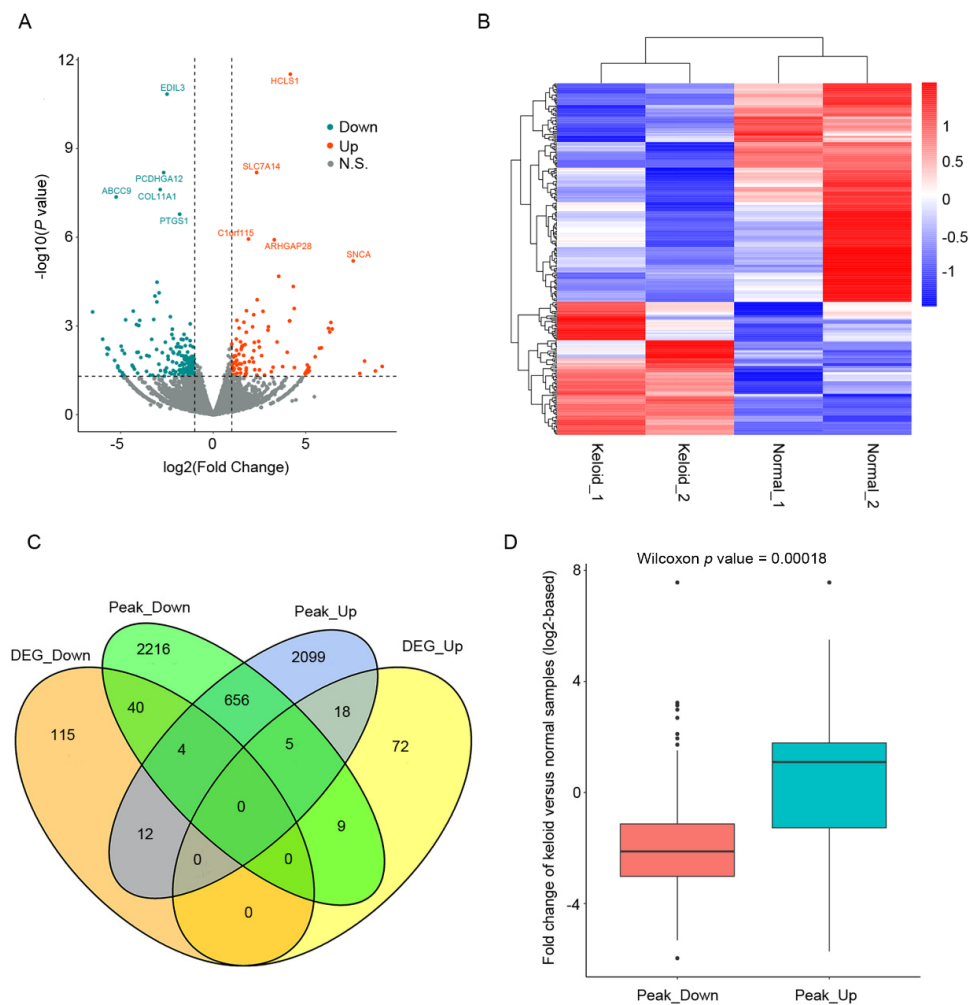 A
12
9
6
3
0
-log10(P value)
-5
0
5
log2(Fold Change)
HCLS1
EDIL3
Down
Up
N.S.
SLC7A14
PCDHGA12
ABCC9
COL11A1
PTGS1
C1orf115
ARHGAP28
SNCA
B
1
0.5
0
-0.5
-1
Keloid_1
Keloid_2
Normal_1
Normal_2
C
Peak_Down
Peak_Up
DEG_Down
DEG_Up
2216
2099
656
40
18
115
4
5
72
0
12
9
0
0
0
D
Wilcoxon p value = 0.00018
Fold change of keloid versus normal samples (log2-based)
8
4
0
-4
Peak_Down
Peak_Up